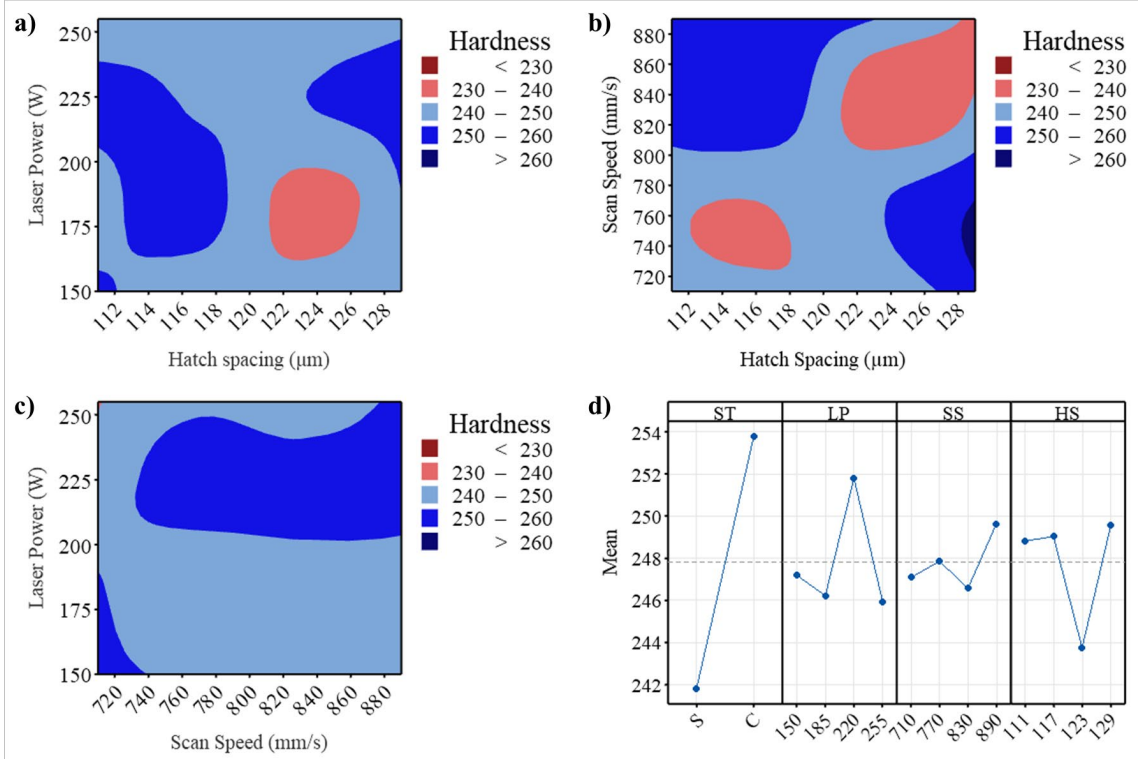 a)
Laser Power (W)
250
225
200
175
150
112 114 116 118 120 122 124 126 128
Hatch spacing (μm)
Hardness
< 230
230 – 240
240 – 250
250 – 260
> 260
b)
Scan Speed (mm/s)
880
860
840
820
800
780
760
740
720
112 114 116 118 120 122 124 126 128
Hatch Spacing (μm)
Hardness
< 230
230 – 240
240 – 250
250 – 260
> 260
c)
Laser Power (W)
250
225
200
175
150
720 740 760 780 800 820 840 860 880
Scan Speed (mm/s)
Hardness
< 230
230 – 240
240 – 250
250 – 260
> 260
d)
ST LP SS HS
Mean
254
252
250
248
246
244
242
S C 150 185 220 255 710 770 830 890 111 117 123 129